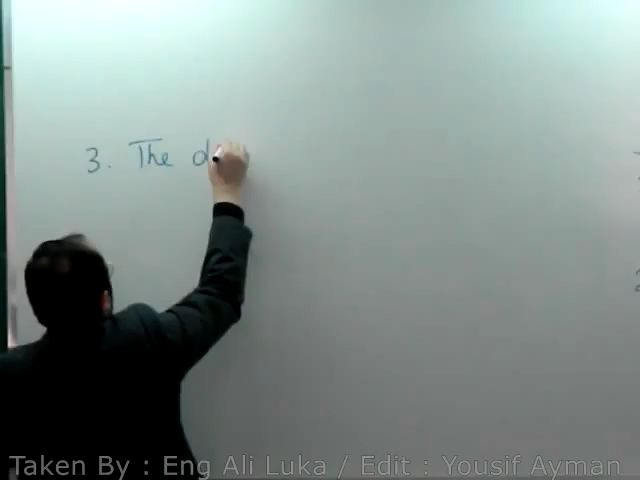 3. The
Taken By : Eng Ali Luka / Edit : Yousif Ayman